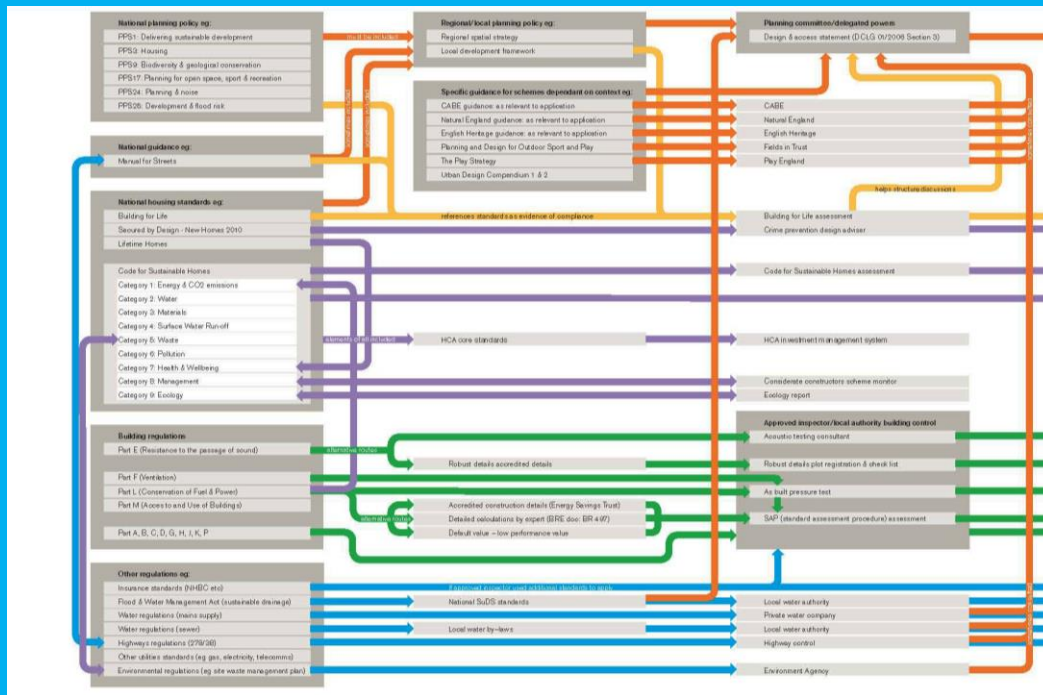 National planning policy eg:
PPS1: Delivering sustainable development
PPS3: Housing
PPS9: Biodiversity & geological conservation
PPS17: Planning for open space, sport & recreation
PPS24: Planning & noise
PPS25: Development & flood risk
must be included
Regional/local planning policy eg:
Regional spatial strategy
Local development framework
Planning committee/delegated powers
Design & access statement (DCLG 01/2006 Section 3)
Specific guidance for schemes dependant on context eg:
CABE guidance: as relevant to application
Natural England guidance: as relevant to application
English Heritage guidance: as relevant to application
Planning and Design for Outdoor Sport and Play
The Play Strategy
Urban Design Compendium 1 & 2
CABE
Natural England
English Heritage
Fields in Trust
Play England
National guidance eg:
Manual for Streets
helps structure discussions
National housing standards eg:
Building for Life
Secured by Design - New Homes 2010
Lifetime Homes
references standards as evidence of compliance
Building for Life assessment
Crime prevention design adviser
Code for Sustainable Homes
Category 1: Energy & CO2 emissions
Category 2: Water
Category 3: Materials
Category 4: Surface Water Run-off
Category 5: Waste
Category 6: Pollution
Category 7: Health & Wellbeing
Category 8: Management
Category 9: Ecology
Code for Sustainable Homes assessment
HCA core standards
HCA investment management system
Considerate constructors scheme monitor
Ecology report
Building regulations
Part E (Resistance to the passage of sound)
Part F (Ventilation)
Part L (Conservation of Fuel & Power)
Part M (Access to and Use of Buildings)
Part A, B, C, D, G, H, J, K, P
alternative routes
alternative routes
Robust details accredited details
Accredited construction details (Energy Savings Trust)
Detailed calculations by expert (BRE doc: BR 497)
Default value – low performance value
Approved inspector/local authority building control
Acoustic testing consultant
Robust details plot registration & check list
As built pressure test
SAP (standard assessment procedure) assessment
Other regulations eg:
Insurance standards (NHBC etc)
Flood & Water Management Act (sustainable drainage)
Water regulations (mains supply)
Water regulations (sewer)
Highways regulations (278/38)
Other utilities standards (eg gas, electricity, telecomms)
Environmental regulations (eg site waste management plan)
if approved inspector used additional standards to apply
National SuDS standards
Local water by-laws
Local water authority
Private water company
Local water authority
Highway control
Environment Agency